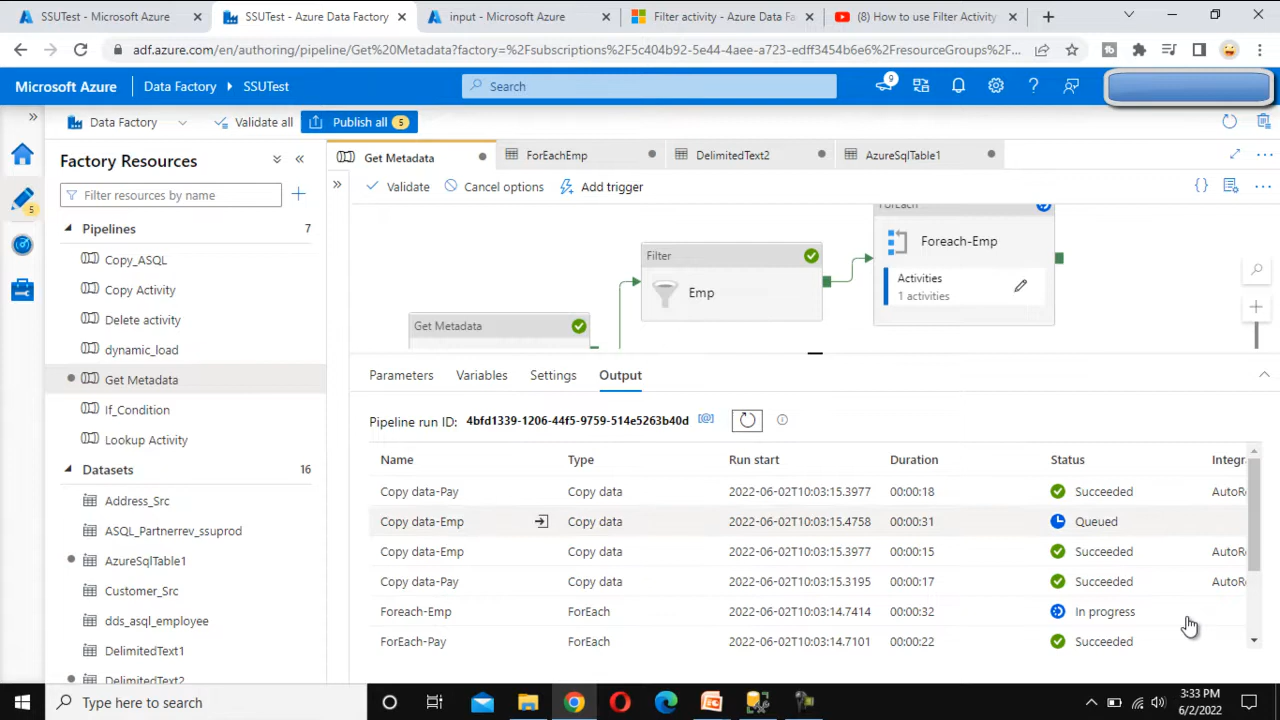 SSUTest - Microsoft Azure
SSUTest - Azure Data Factory
input - Microsoft Azure
Filter activity - Azure Data Fa
(8) How to use Filter Activity
adf.azure.com/en/authoring/pipeline/Get%20Metadata?factory=%2Fsubscriptions%2F5c404b92-5e44-4aee-a723-edff3454b6e6%2FresourceGroups%2F...
Microsoft Azure Data Factory SSUTest
Search
9
Data Factory
Validate all
Publish all 5
Factory Resources
Filter resources by name
Pipelines 7
Copy_ASQL
Copy Activity
Delete activity
dynamic_load
Get Metadata
If_Condition
Lookup Activity
Datasets 16
Address_Src
ASQL_Partnerrev_ssuprod
AzureSqlTable1
Customer_Src
dds_asql_employee
DelimitedText1
DelimitedText2
5
Get Metadata
ForEachEmp
DelimitedText2
AzureSqlTable1
Validate
Cancel options
Add trigger
ForEach
Foreach-Emp
Activities
1 activities
Filter
Emp
Get Metadata
Parameters Variables Settings Output
Pipeline run ID: 4bfd1339-1206-44f5-9759-514e5263b40d
Name Type Run start Duration Status Integr
Copy data-Pay Copy data 2022-06-02T10:03:15.3977 00:00:18 Succeeded AutoR
Copy data-Emp Copy data 2022-06-02T10:03:15.4758 00:00:31 Queued
Copy data-Emp Copy data 2022-06-02T10:03:15.3977 00:00:15 Succeeded AutoR
Copy data-Pay Copy data 2022-06-02T10:03:15.3195 00:00:17 Succeeded AutoR
Foreach-Emp ForEach 2022-06-02T10:03:14.7414 00:00:32 In progress
ForEach-Pay ForEach 2022-06-02T10:03:14.7101 00:00:22 Succeeded
Type here to search
3:33 PM
6/2/2022